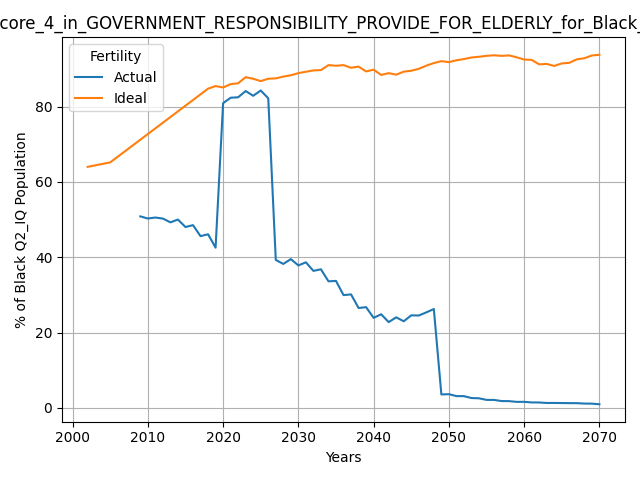 core_4_in_GOVERNMENT_RESPONSIBILITY_PROVIDE_FOR_ELDERLY_for_Black_
Fertility
Actual
Ideal
% of Black Q2_IQ Population
80
60
40
20
0
2000 2010 2020 2030 2040 2050 2060 2070
Years